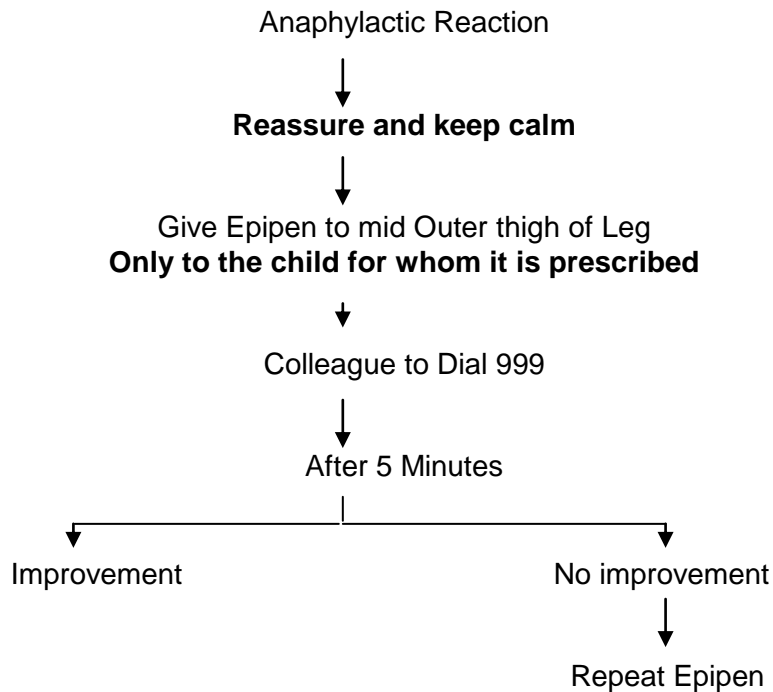 Anaphylactic Reaction
Reassure and keep calm
Give Epipen to mid Outer thigh of Leg
Only to the child for whom it is prescribed
Colleague to Dial 999
After 5 Minutes
Improvement
No improvement
Repeat Epipen